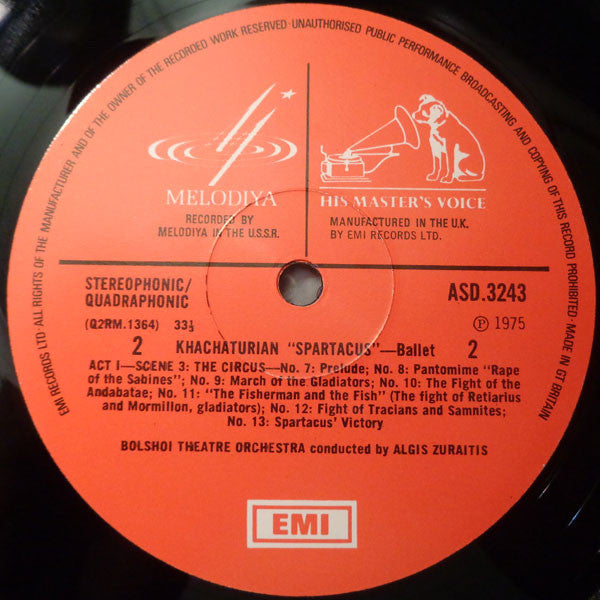 EMI RECORDS LTD · ALL RIGHTS OF THE MANUFACTURER AND OF THE OWNER OF THE RECORDED WORK RESERVED · UNAUTHORISED PUBLIC PERFORMANCE BROADCASTING AND COPYING OF THIS RECORD PROHIBITED · MADE IN GT BRITAIN
MELODIYA
RECORDED BY
MELODIYA IN THE U.S.S.R.
HIS MASTER'S VOICE
MANUFACTURED IN THE U.K.
BY EMI RECORDS LTD.
STEREOPHONIC/
QUADRAPHONIC
ASD.3243
(Q2RM.1364) 33⅓
℗ 1975
2 KHACHATURIAN "SPARTACUS"—Ballet 2
ACT I—SCENE 3: THE CIRCUS—No. 7: Prelude; No. 8: Pantomime "Rape
of the Sabines"; No. 9: March of the Gladiators; No. 10: The Fight of the
Andabatae; No. 11: "The Fisherman and the Fish" (The fight of Retiarius
and Mormillon, gladiators); No. 12: Fight of Tracians and Samnites;
No. 13: Spartacus' Victory
BOLSHOI THEATRE ORCHESTRA conducted by ALGIS ZURAITIS
EMI